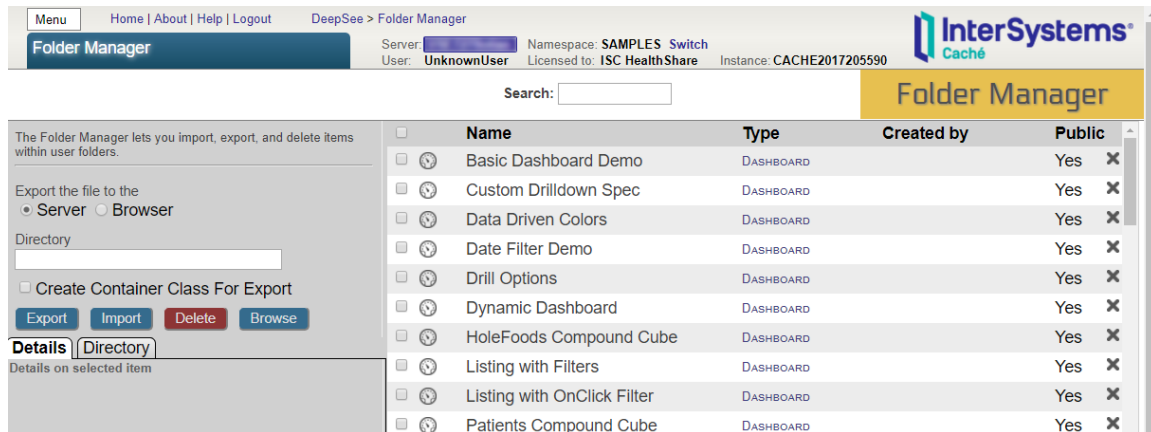 Menu Home | About | Help | Logout DeepSee > Folder Manager
InterSystems®
Caché
Folder Manager
Server: Namespace: SAMPLES Switch
User: UnknownUser Licensed to: ISC HealthShare Instance: CACHE2017205590
Search:
Folder Manager
The Folder Manager lets you import, export, and delete items
within user folders.
Export the file to the
Server Browser
Directory
Create Container Class For Export
Export Import Delete Browse
Details Directory
Details on selected item
Name Type Created by Public
Basic Dashboard Demo DASHBOARD Yes
Custom Drilldown Spec DASHBOARD Yes
Data Driven Colors DASHBOARD Yes
Date Filter Demo DASHBOARD Yes
Drill Options DASHBOARD Yes
Dynamic Dashboard DASHBOARD Yes
HoleFoods Compound Cube DASHBOARD Yes
Listing with Filters DASHBOARD Yes
Listing with OnClick Filter DASHBOARD Yes
Patients Compound Cube DASHBOARD Yes